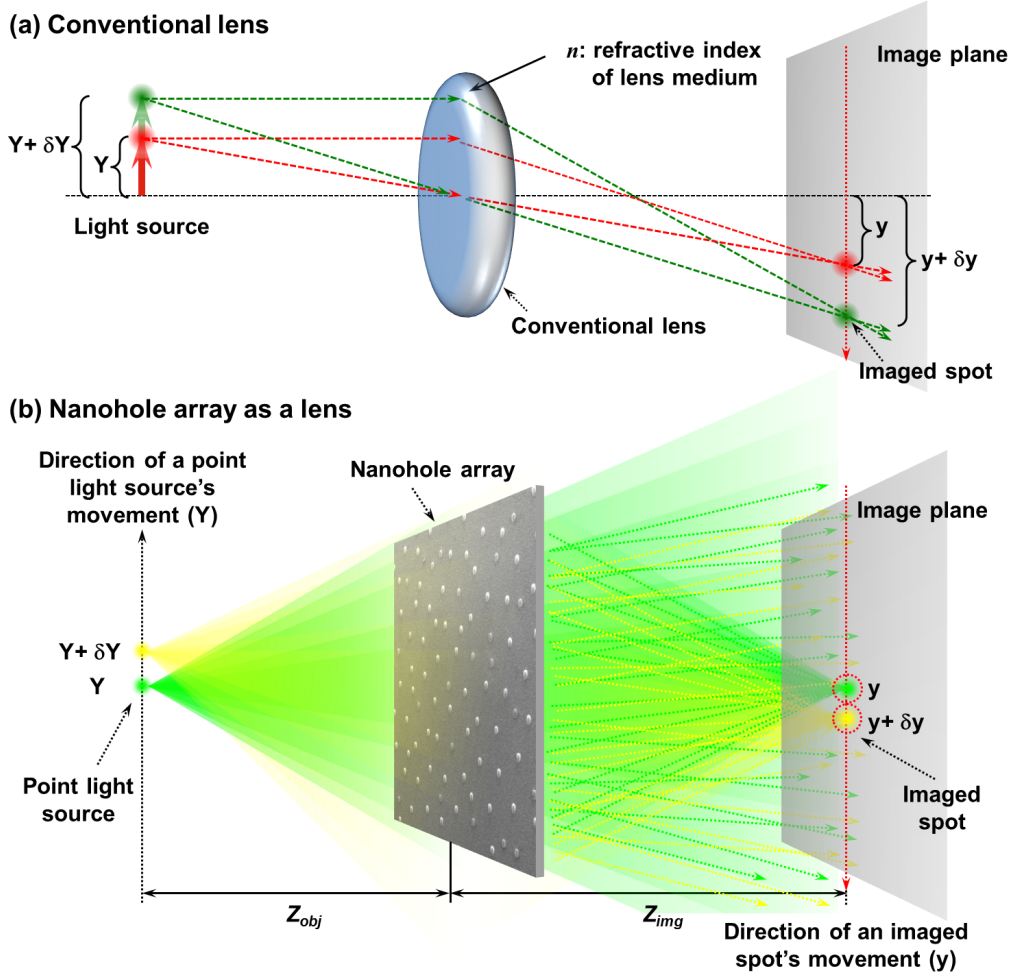 (a) Conventional lens
n: refractive index
of lens medium
Image plane
Y+ δY
Y
Light source
y
y+ δy
Conventional lens
Imaged spot
(b) Nanohole array as a lens
Direction of a point
light source's
movement (Y)
Nanohole array
Image plane
Y+ δY
Y
y
y+ δy
Point light
source
Imaged
spot
Zobj
Zimg
Direction of an imaged
spot's movement (y)